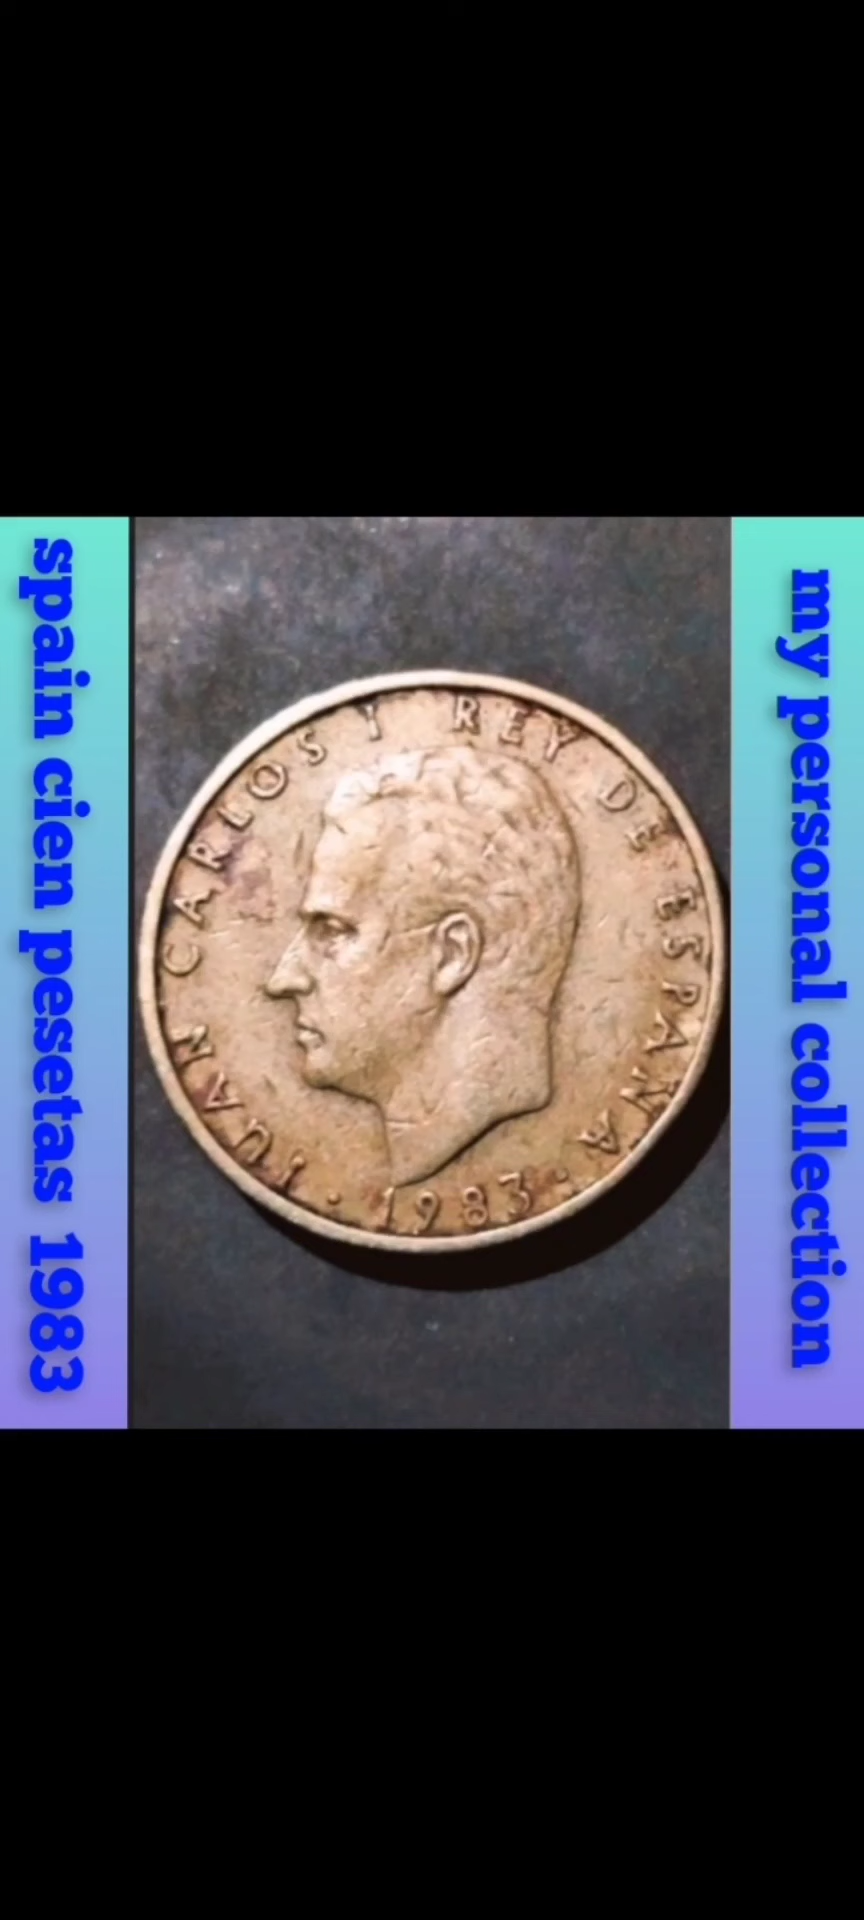 spain cien pesetas 1983
JUAN CARLOS I REY DE ESPAÑA
· 1983 ·
my personal collection